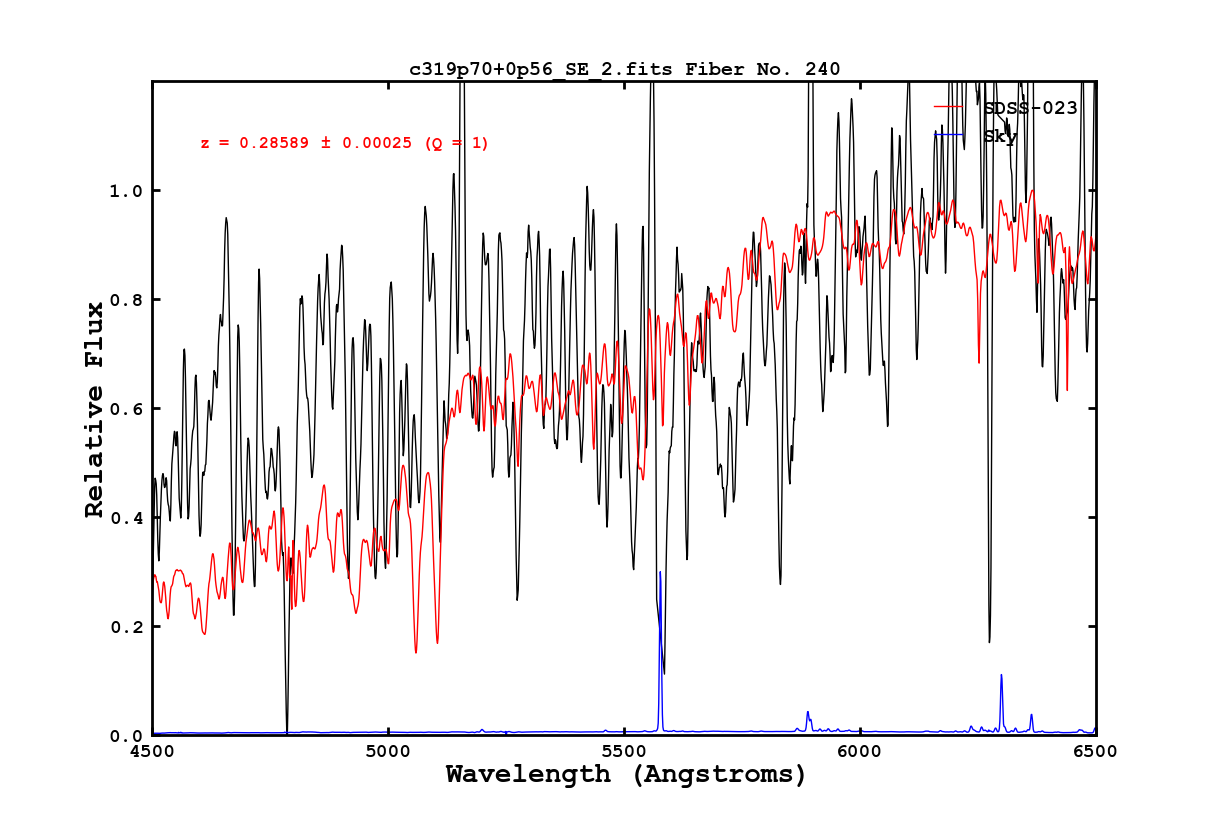 c319p70+0p56_SE_2.fits Fiber No. 240
SDSS-023
Sky
z = 0.28589 ± 0.00025 (Q = 1)
1.0
0.8
0.6
0.4
0.2
0.0
Relative Flux
4500 5000 5500 6000 6500
Wavelength (Angstroms)